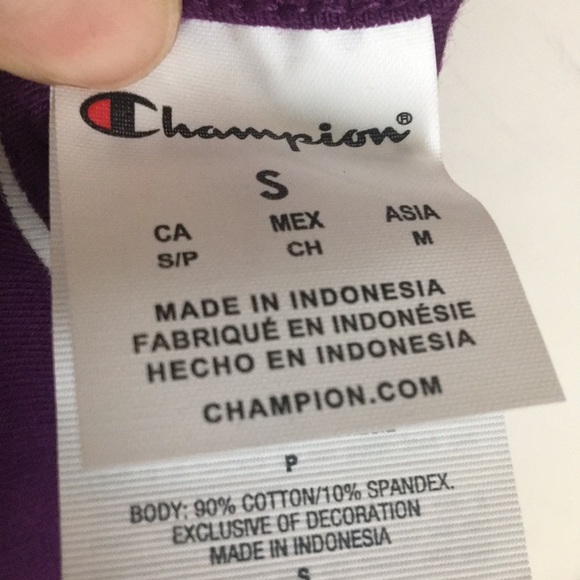 Champion®
S
CA MEX ASIA
S/P CH M
MADE IN INDONESIA
FABRIQUÉ EN INDONÉSIE
HECHO EN INDONESIA
CHAMPION.COM
P
BODY: 90% COTTON/10% SPANDEX.
EXCLUSIVE OF DECORATION
MADE IN INDONESIA
S